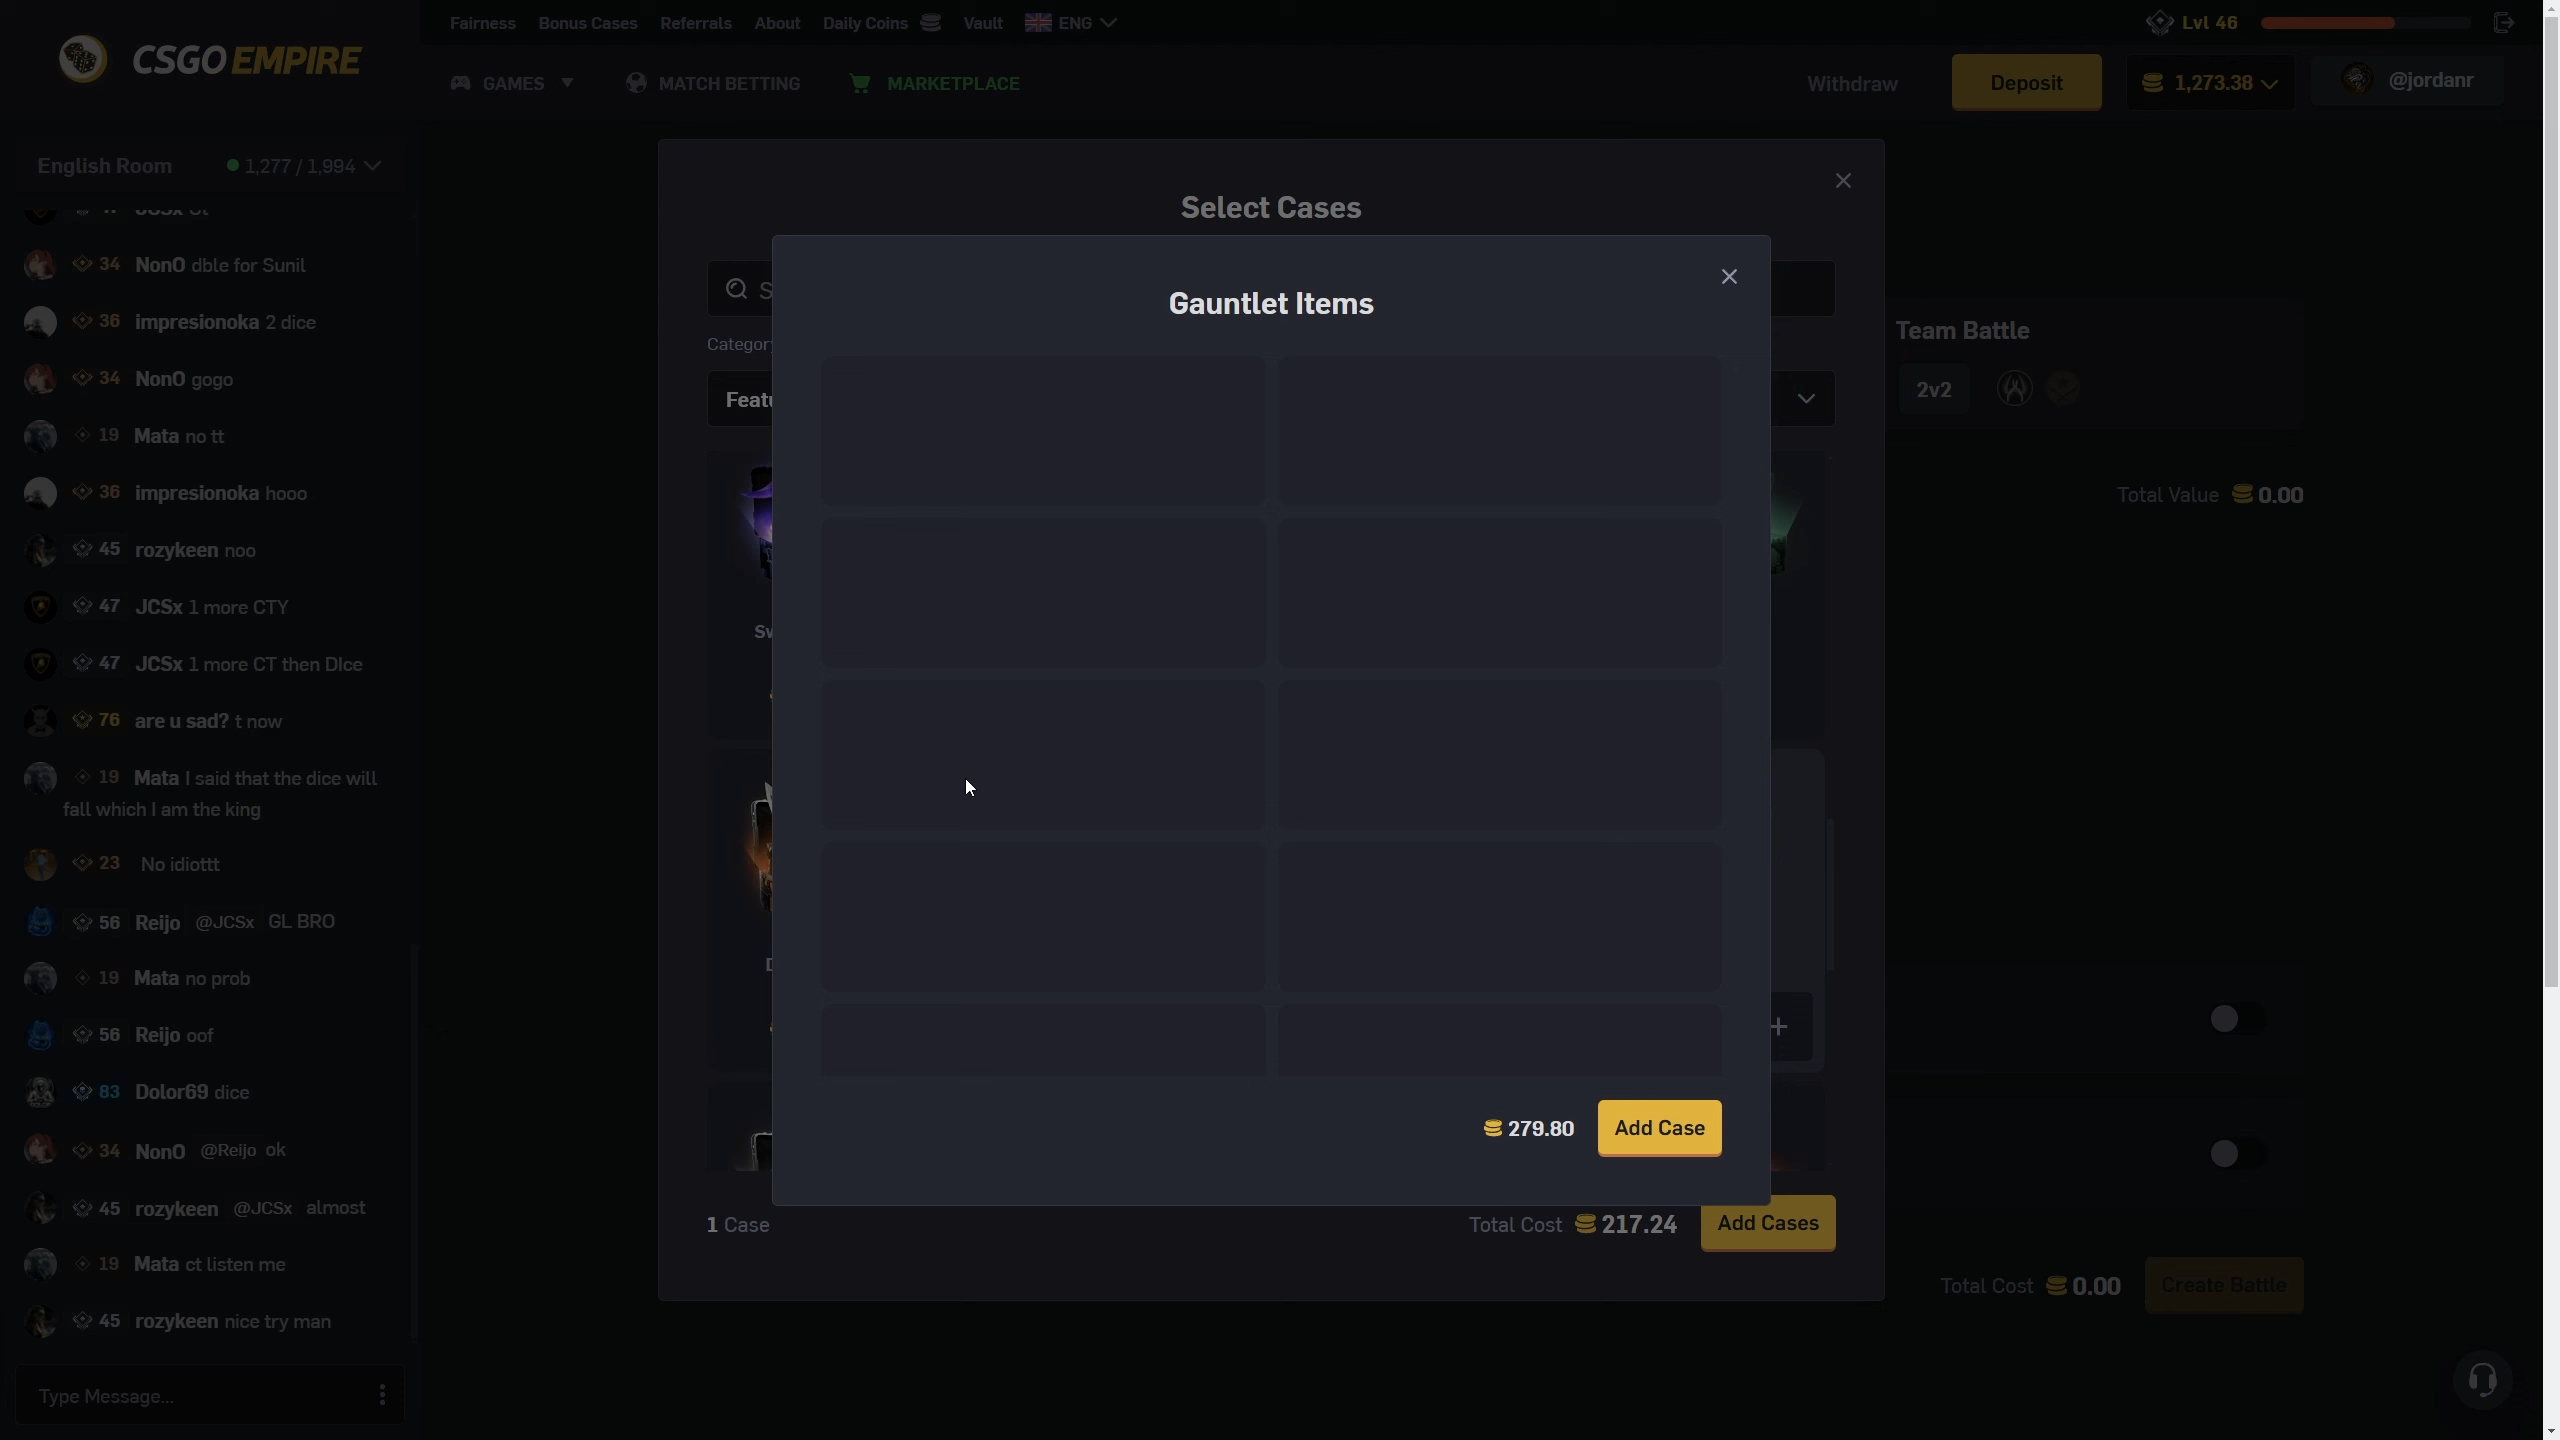 Fairness Bonus Cases Referrals About Daily Coins Vault ENG
Lvl 46
CSGOEMPIRE
GAMES MATCH BETTING MARKETPLACE
Withdraw Deposit 1,273.38 @jordanr
English Room 1,277 / 1,994
34 NonO dble for Sunil
36 impresionoka 2 dice
34 NonO gogo
19 Mata no tt
36 impresionoka hooo
45 rozykeen noo
47 JCSx 1 more CTY
47 JCSx 1 more CT then DIce
76 are u sad? t now
19 Mata I said that the dice will
fall which I am the king
23 No idiottt
56 Reijo @JCSx GL BRO
19 Mata no prob
56 Reijo oof
83 Dolor69 dice
34 NonO @Reijo ok
45 rozykeen @JCSx almost
19 Mata ct listen me
45 rozykeen nice try man
Type Message...
Select Cases
Gauntlet Items
279.80 Add Case
1 Case
Total Cost 217.24 Add Cases
Team Battle
2v2
Total Value 0.00
Total Cost 0.00 Create Battle